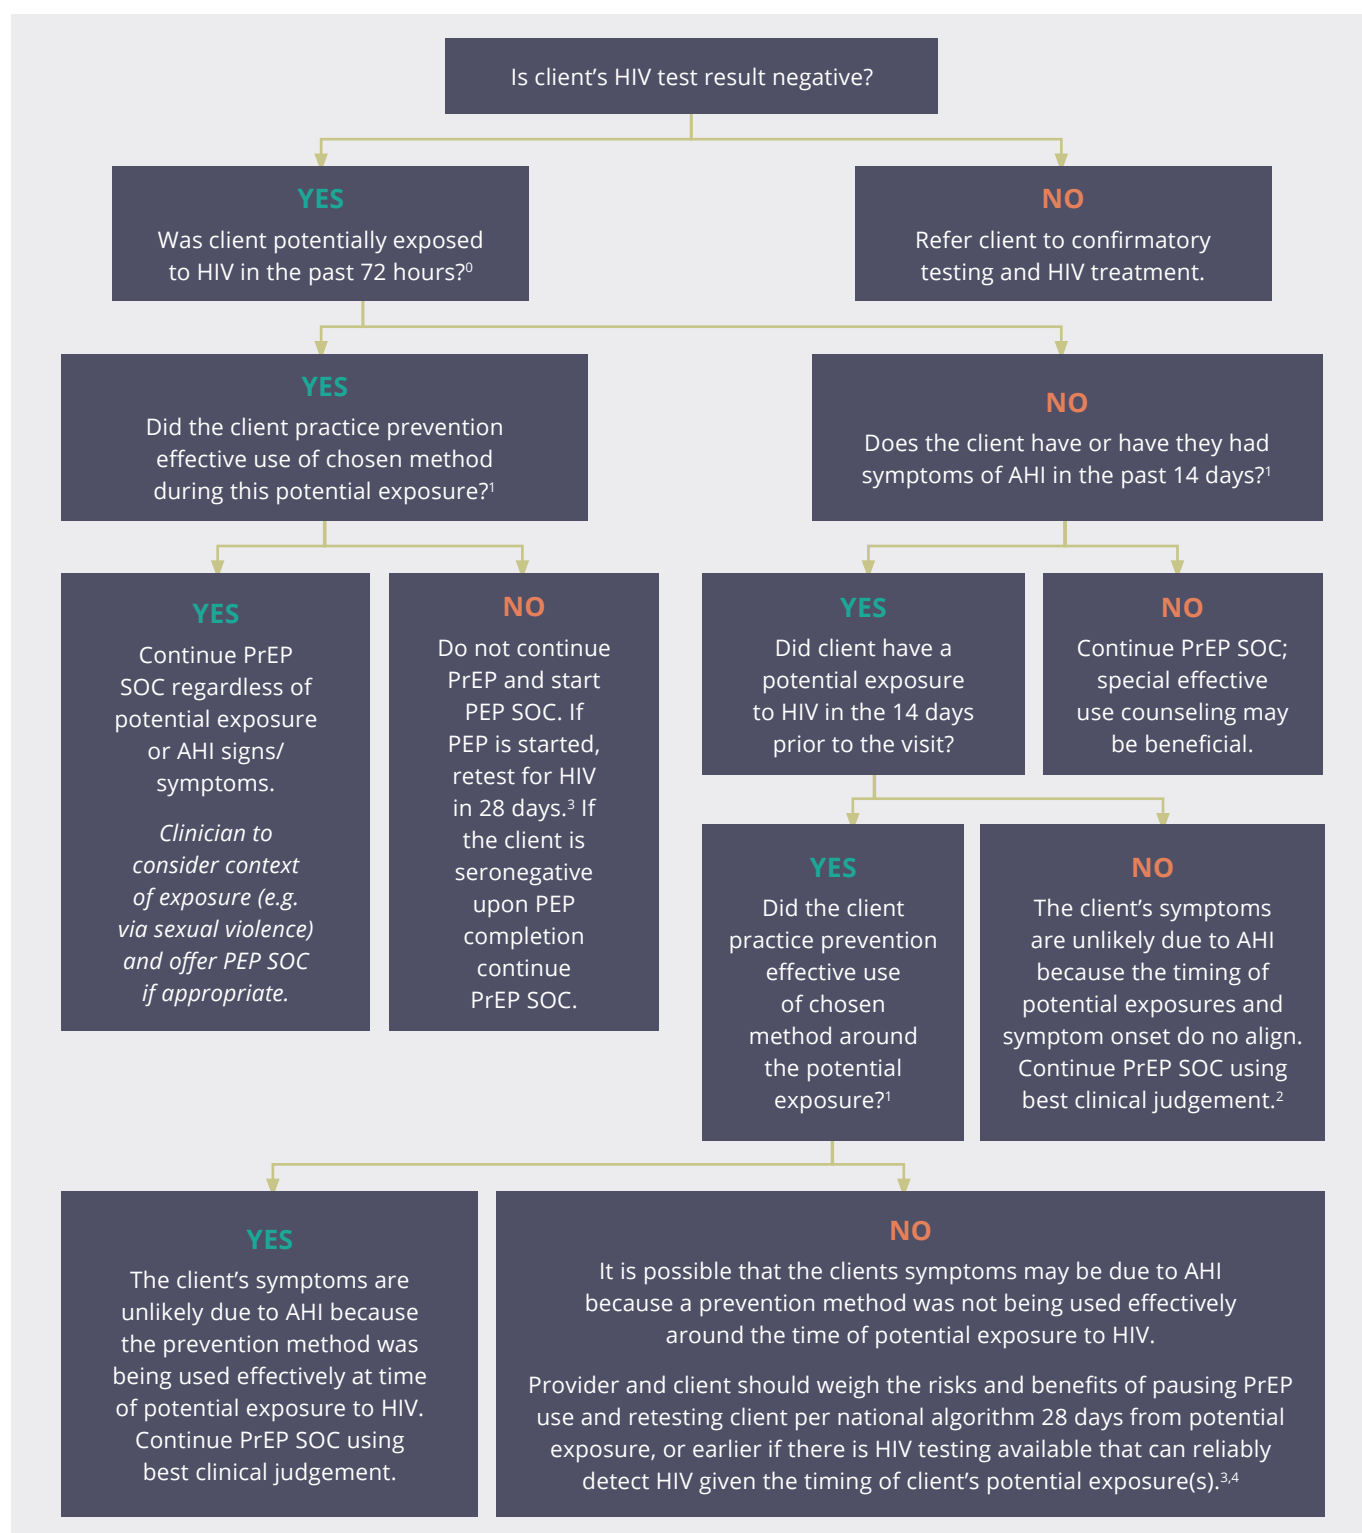 Is client’s HIV test result negative?
YES
Was client potentially exposed
to HIV in the past 72 hours?⁰
NO
Refer client to confirmatory
testing and HIV treatment.
YES
Did the client practice prevention
effective use of chosen method
during this potential exposure?¹
NO
Does the client have or have they had
symptoms of AHI in the past 14 days?¹
YES
Continue PrEP
SOC regardless of
potential exposure
or AHI signs/
symptoms.
Clinician to
consider context
of exposure (e.g.
via sexual violence)
and offer PEP SOC
if appropriate.
NO
Do not continue
PrEP and start
PEP SOC. If
PEP is started,
retest for HIV
in 28 days.³ If
the client is
seronegative
upon PEP
completion
continue
PrEP SOC.
YES
Did client have a
potential exposure
to HIV in the 14 days
prior to the visit?
NO
Continue PrEP SOC;
special effective
use counseling may
be beneficial.
YES
Did the client
practice prevention
effective use
of chosen
method around
the potential
exposure?¹
NO
The client’s symptoms
are unlikely due to AHI
because the timing of
potential exposures and
symptom onset do no align.
Continue PrEP SOC using
best clinical judgement.²
YES
The client’s symptoms are
unlikely due to AHI because
the prevention method was
being used effectively at time
of potential exposure to HIV.
Continue PrEP SOC using
best clinical judgement.
NO
It is possible that the clients symptoms may be due to AHI
because a prevention method was not being used effectively
around the time of potential exposure to HIV.
Provider and client should weigh the risks and benefits of pausing PrEP
use and retesting client per national algorithm 28 days from potential
exposure, or earlier if there is HIV testing available that can reliably
detect HIV given the timing of client’s potential exposure(s).³,⁴